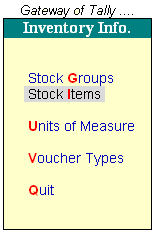 Gateway of Tally ....
Inventory Info.
Stock Groups
Stock Items
Units of Measure
Voucher Types
Quit